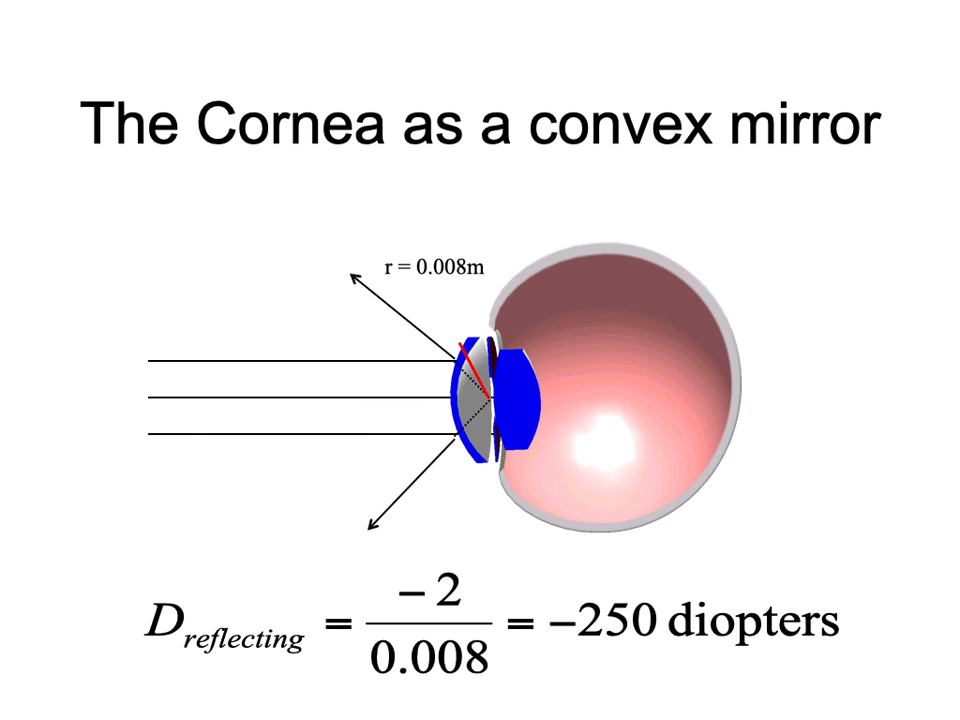 The Cornea as a convex mirror
r = 0.008m
D_reflecting = −2/0.008 = −250 diopters